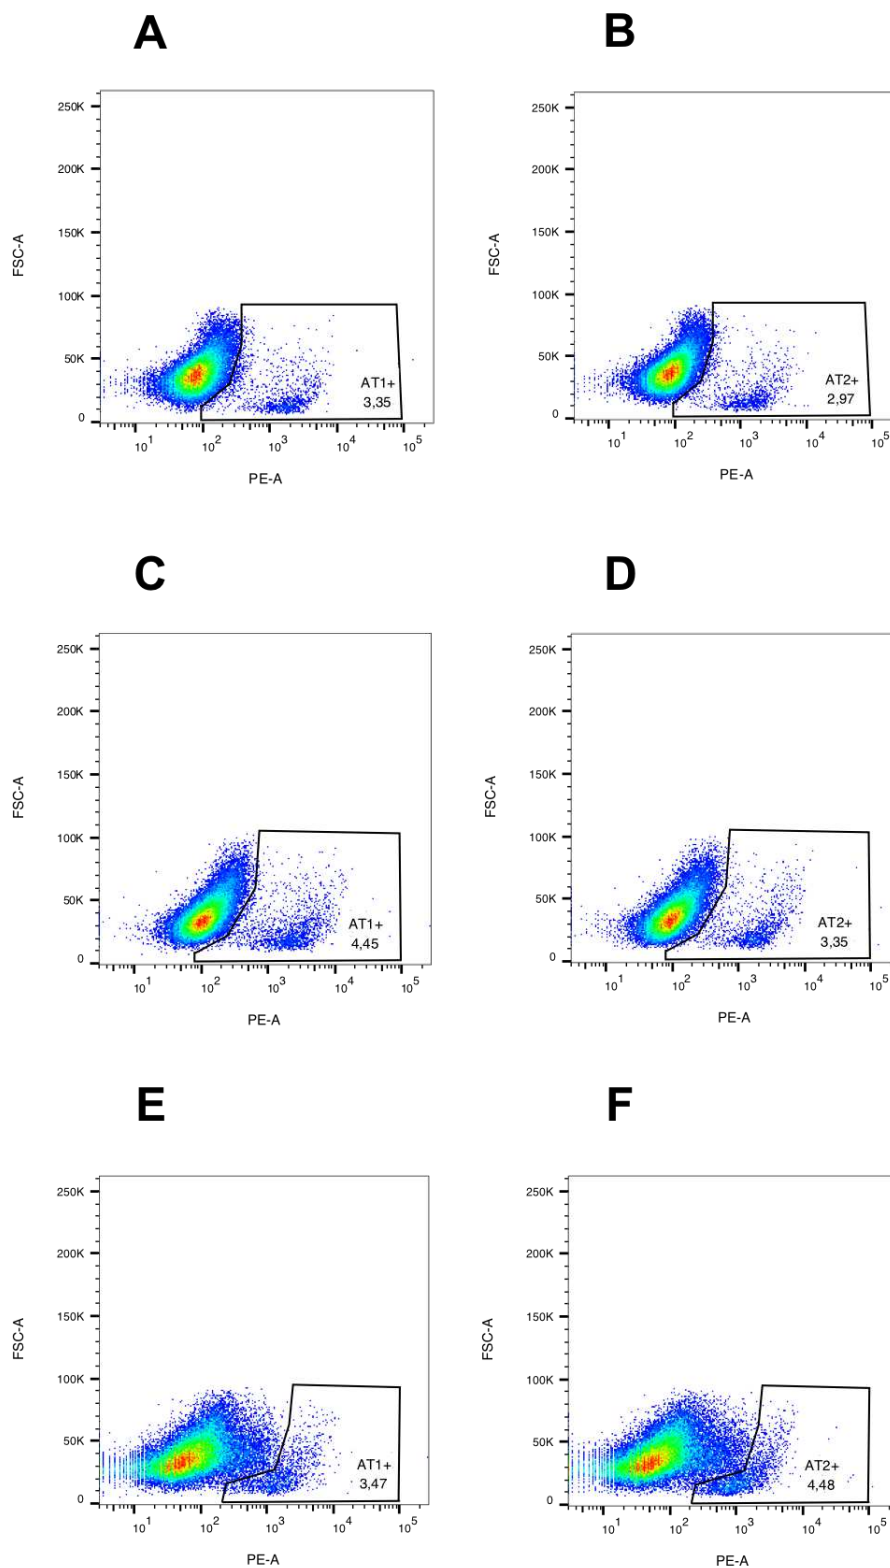 A
B
250K
200K
150K
100K
50K
0
FSC-A
AT1+
3,35
10¹
10²
10³
10⁴
10⁵
PE-A
250K
200K
150K
100K
50K
0
FSC-A
AT2+
2,97
10¹
10²
10³
10⁴
10⁵
PE-A
C
D
250K
200K
150K
100K
50K
0
FSC-A
AT1+
4,45
10¹
10²
10³
10⁴
10⁵
PE-A
250K
200K
150K
100K
50K
0
FSC-A
AT2+
3,35
10¹
10²
10³
10⁴
10⁵
PE-A
E
F
250K
200K
150K
100K
50K
0
FSC-A
AT1+
3,47
10¹
10²
10³
10⁴
10⁵
PE-A
250K
200K
150K
100K
50K
0
FSC-A
AT2+
4,48
10¹
10²
10³
10⁴
10⁵
PE-A